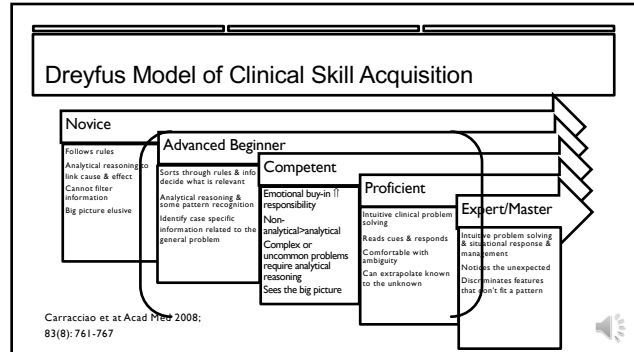 Dreyfus Model of Clinical Skill Acquisition
Novice
Follows rules
Analytical reasoning to
link cause & effect
Cannot filter
information
Big picture elusive
Advanced Beginner
Sorts through rules & info
decide what is relevant
Analytical reasoning &
some pattern recognition
Identify case specific
information related to the
general problem
Competent
Emotional buy-in ⇑
responsibility
Non-
analytical>analytical
Complex or
uncommon problems
require analytical
reasoning
Sees the big picture
Proficient
Intuitive clinical problem
solving
Reads cues & responds
Comfortable with
ambiguity
Can extrapolate known
to the unknown
Expert/Master
Intuitive problem solving
& situational response &
management
Notices the unexpected
Discriminates features
that don't fit a pattern
Carracciao et at Acad Med 2008;
83(8): 761-767